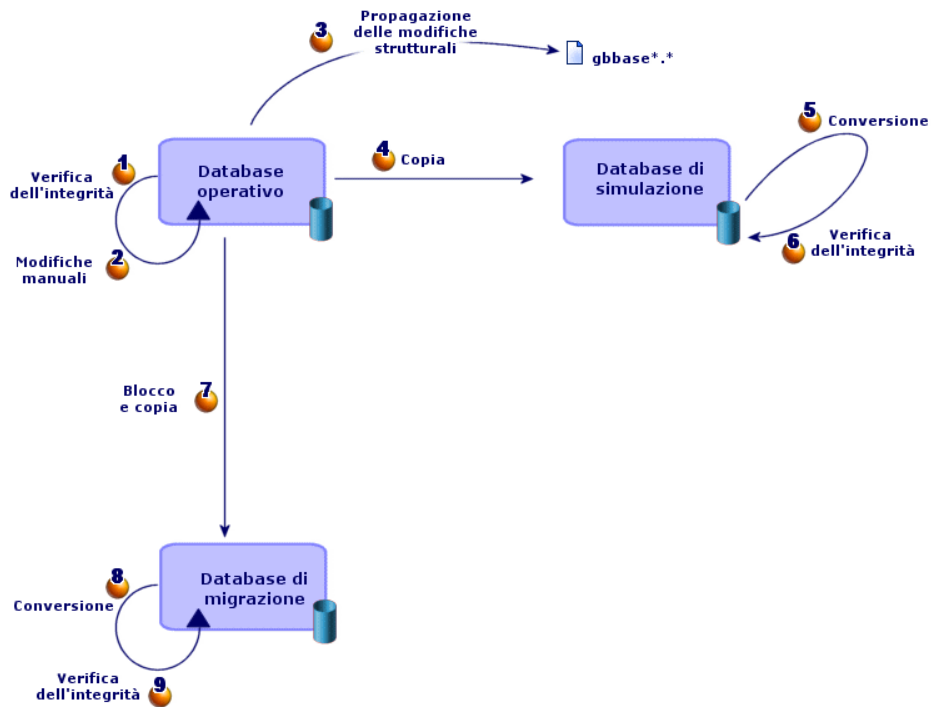 3
Propagazione
delle modifiche
strutturali
gbbase*.*
1
Verifica
dell'integrità
Database
operativo
4
Copia
Database di
simulazione
5
Conversione
2
Modifiche
manuali
6
Verifica
dell'integrità
Blocco
e copia
7
8
Conversione
Database di
migrazione
Verifica
dell'integrità
9